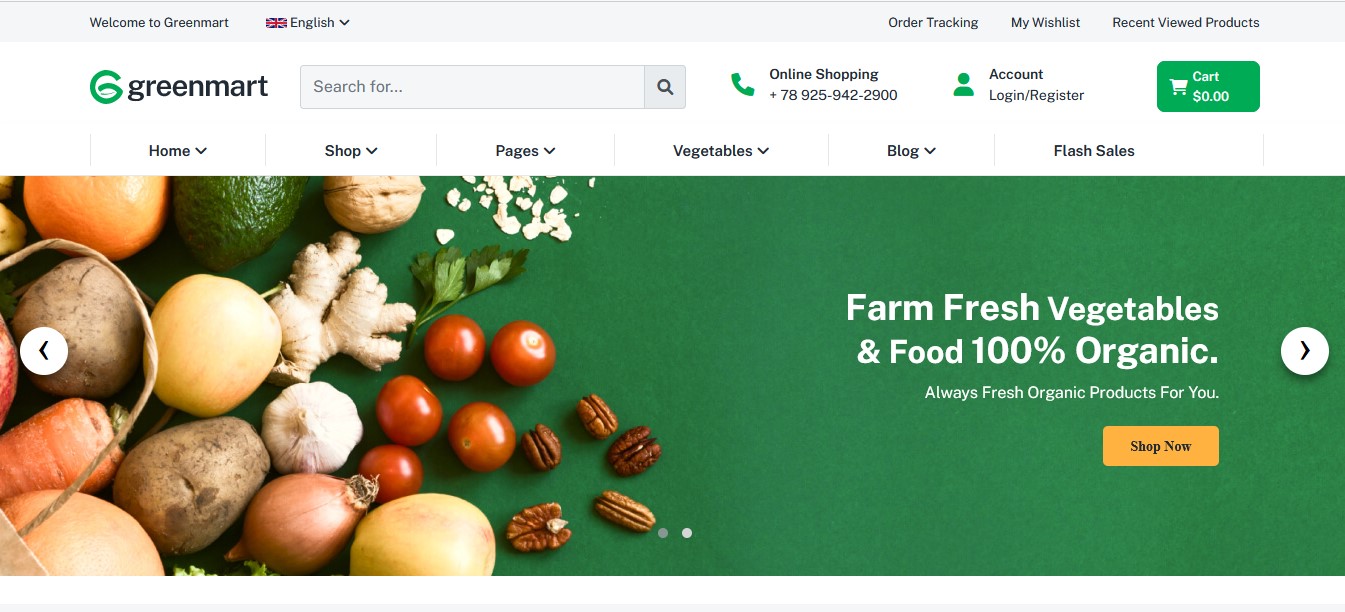 Welcome to Greenmart English Order Tracking My Wishlist Recent Viewed Products
greenmart
Search for...
Online Shopping
+ 78 925-942-2900
Account
Login/Register
Cart
$0.00
Home Shop Pages Vegetables Blog Flash Sales
Farm Fresh Vegetables
& Food 100% Organic.
Always Fresh Organic Products For You.
Shop Now